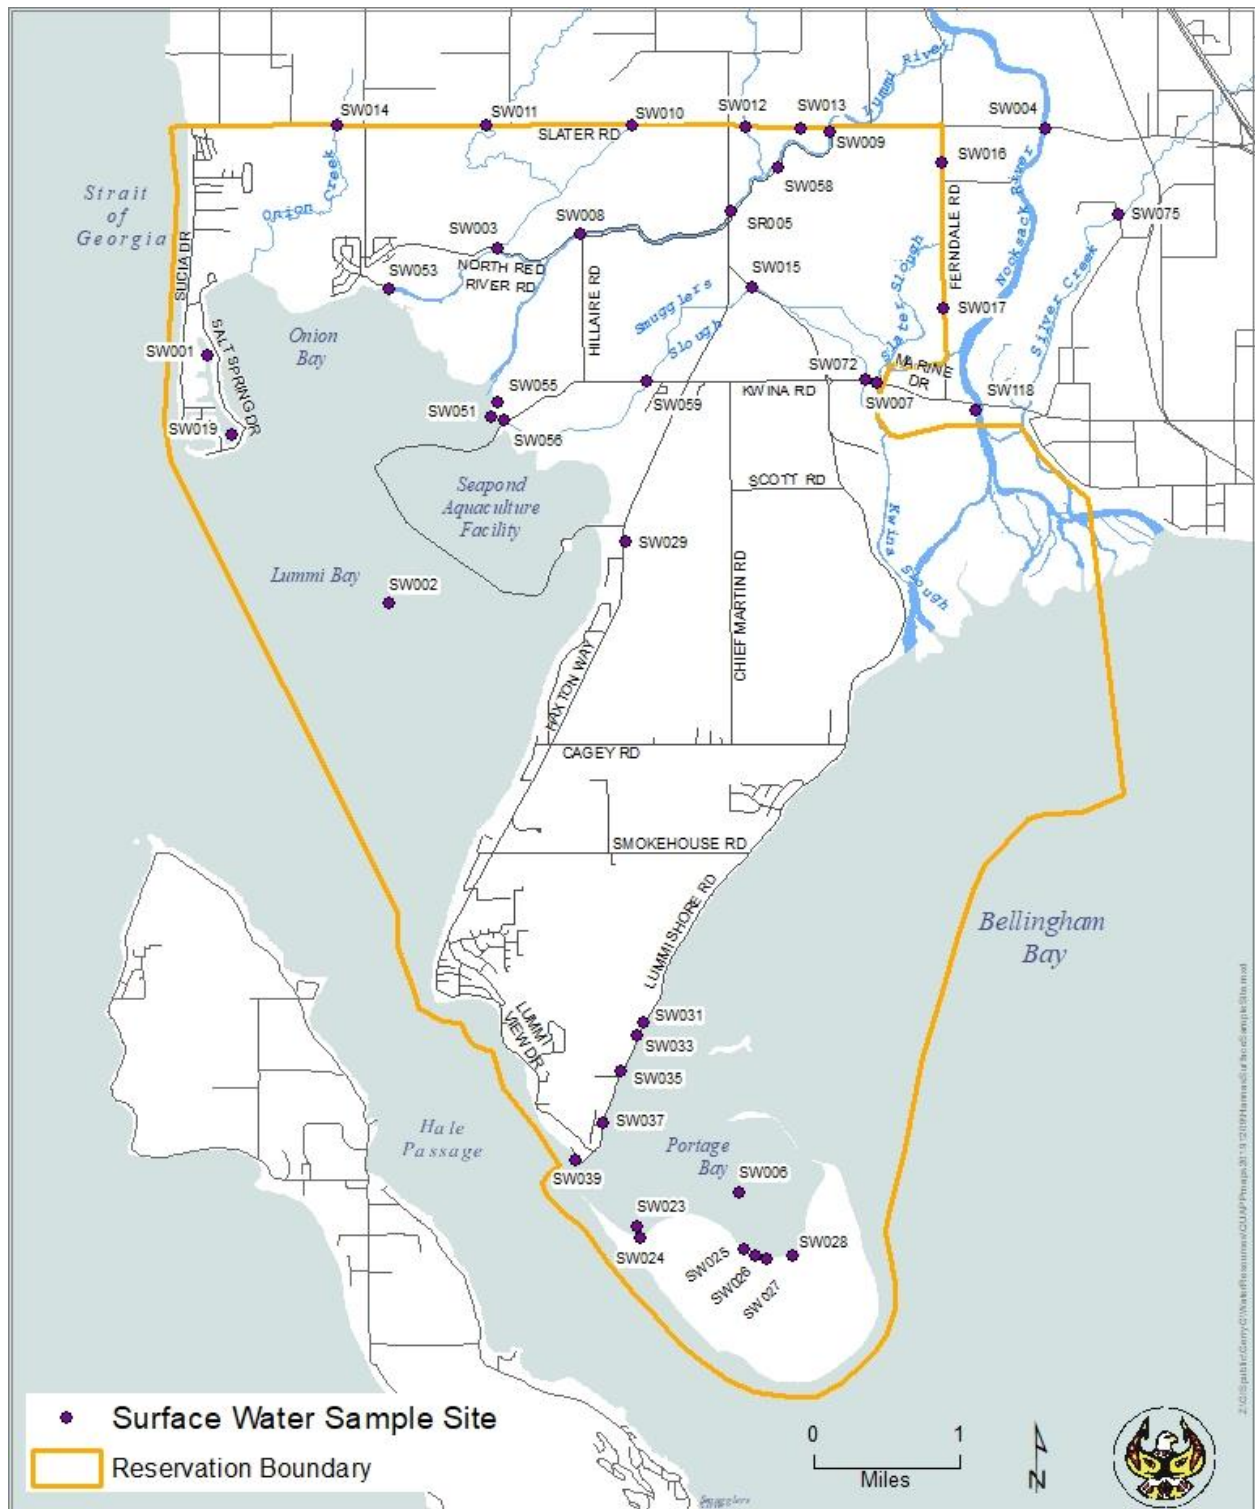 SW014
SW011
SW010
SW012
SW013
Lummi River
SW004
SLATER RD
SW009
SW016
SW058
Strait
of
Georgia
Onion Creek
SW003
SW008
SR005
FERNDALE RD
Nooksack River
SW075
SUCIA DR
SW053
NORTH RED
RIVER RD
HILLAIRE RD
SW015
Smugglers
Slough
Slater Slough
Silver Creek
SW017
Onion
Bay
SW001
SALT SPRING DR
SW072
MARINE
DR
SW055
SW059
KWINA RD
SW007
SW118
SW051
SW056
SW019
Seapond
Aquaculture
Facility
SCOTT RD
Kwina Slough
SW029
Lummi Bay
SW002
CHIEF MARTIN RD
HAXTON WAY
CAGEY RD
SMOKEHOUSE RD
LUMMI SHORE RD
Bellingham
Bay
LUMMI
VIEW DR
SW031
SW033
SW035
SW037
Hale
Passage
Portage
Bay
SW039
SW006
SW023
SW024
SW025
SW026
SW027
SW028
Surface Water Sample Site
Reservation Boundary
0 1
Miles
N
Smugglers